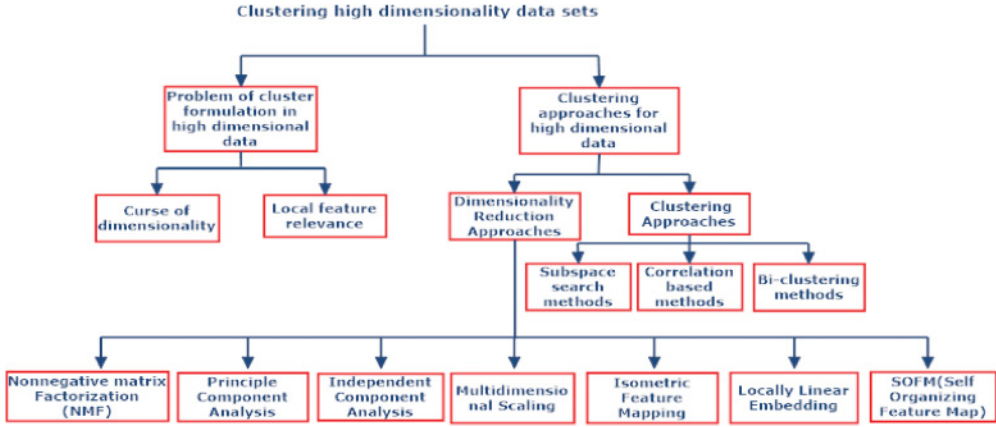 Clustering high dimensionality data sets
Problem of cluster
formulation in
high dimensional
data
Clustering
approaches for
high dimensional
data
Curse of
dimensionality
Local feature
relevance
Dimensionality
Reduction
Approaches
Clustering
Approaches
Subspace
search
methods
Correlation
based
methods
Bi-clustering
methods
Nonnegative matrix
Factorization
(NMF)
Principle
Component
Analysis
Independent
Component
Analysis
Multidimensio
nal Scaling
Isometric
Feature
Mapping
Locally Linear
Embedding
SOFM(Self
Organizing
Feature Map)